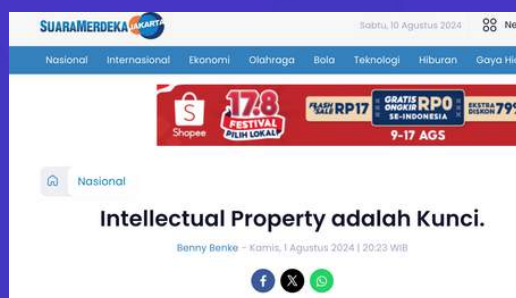 SUARAMERDEKA JAKARTA
Sabtu, 10 Agustus 2024
Ne
Nasional Internasional Ekonomi Olahraga Bola Teknologi Hiburan Gaya Hi
Shopee
17.8
FESTIVAL
PILIH LOKAL
FLASH SALE RP17
GRATIS ONGKIR RP0
SE-INDONESIA
EKSTRA DISKON 79%
9-17 AGS
Nasional
Intellectual Property adalah Kunci.
Benny Benke - Kamis, 1 Agustus 2024 | 20:23 WIB